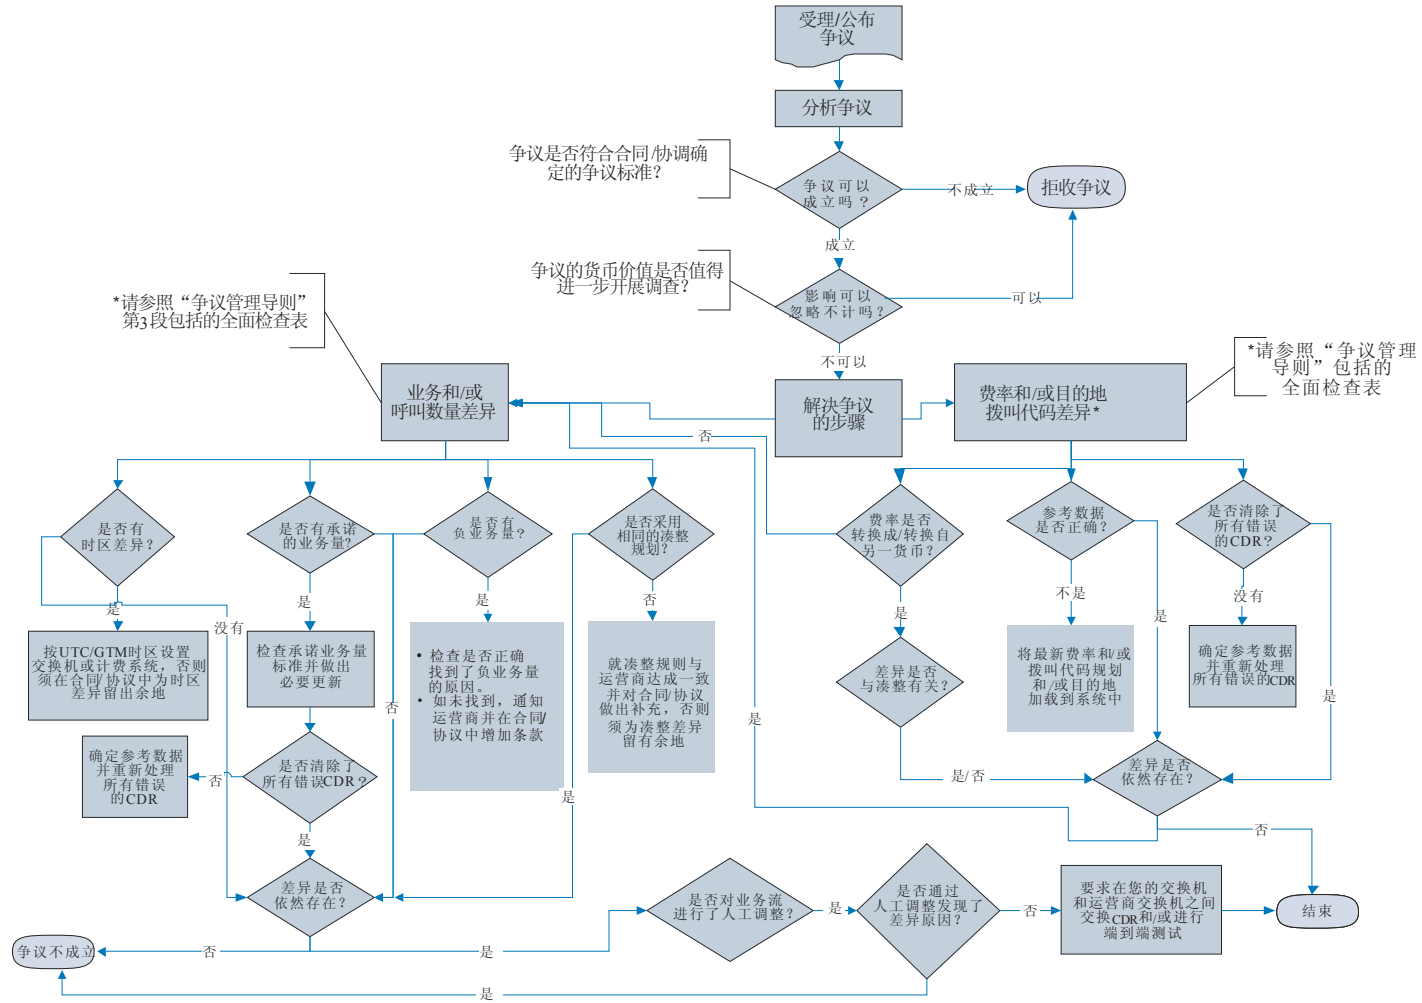 受理/公布
争议
分析争议
争议是否符合合同/协调确
定的争议标准？
争议可以
成立吗？
不成立
拒收争议
成立
争议的货币价值是否值得
进一步开展调查？
影响可以
忽略不计吗？
可以
不可以
*请参照“争议管理导则”
第3段包括的全面检查表
*请参照“争议管理
导则”包括的
全面检查表
业务和/或
呼叫数量差异
解决争议
的步骤
费率和/或目的地
拨叫代码差异*
否
是否有
时区差异？
是否有承诺
的业务量？
是否有
负业务量？
是否采用
相同的凑整
规划？
费率是否
转换成/转换自
另一货币？
参考数据
是否正确？
是否清除了
所有错误
的CDR？
是
没有
是
是
否
是
不是
是
没有
按UTC/GTM时区设置
交换机或计费系统，否则
须在合同/协议中为时区
差异留出余地
检查承诺业务量
标准并做出
必要更新
• 检查是否正确
找到了负业务量
的原因。
• 如未找到，通知
运营商并在合同/
协议中增加条款
就凑整规则与
运营商达成一致
并对合同/协议
做出补充，否则
须为凑整差异
留有余地
差异是否
与凑整有关？
将最新费率和/或
拨叫代码规划
和/或目的地
加载到系统中
确定参考数据
并重新处理
所有错误的CDR
否
是
是
确定参考数据
并重新处理
所有错误
的CDR
否
是否清除了
所有错误CDR？
是
是
是/否
差异是否
依然存在？
否
差异是否
依然存在？
是否对业务流
进行了人工调整？
是
是否通过
人工调整发现了
差异原因？
否
要求在您的交换机
和运营商交换机之间
交换CDR和/或进行
端到端测试
结束
争议不成立
否
是
是